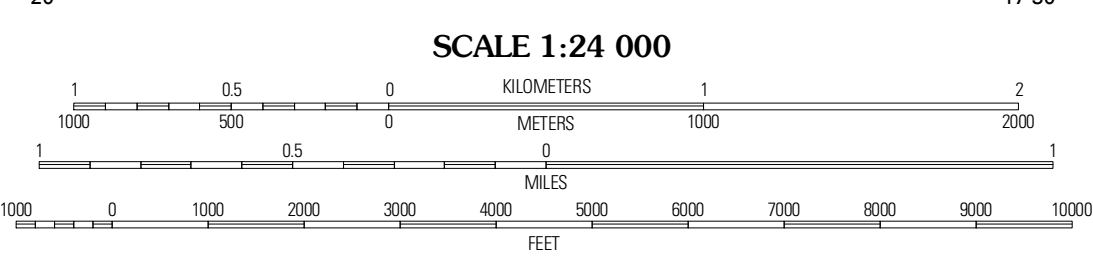 SCALE 1:24 000
1 0.5 0 KILOMETERS 1 2
1000 500 0 METERS 1000 2000
1 0.5 0 1
MILES
1000 0 1000 2000 3000 4000 5000 6000 7000 8000 9000 10000
FEET